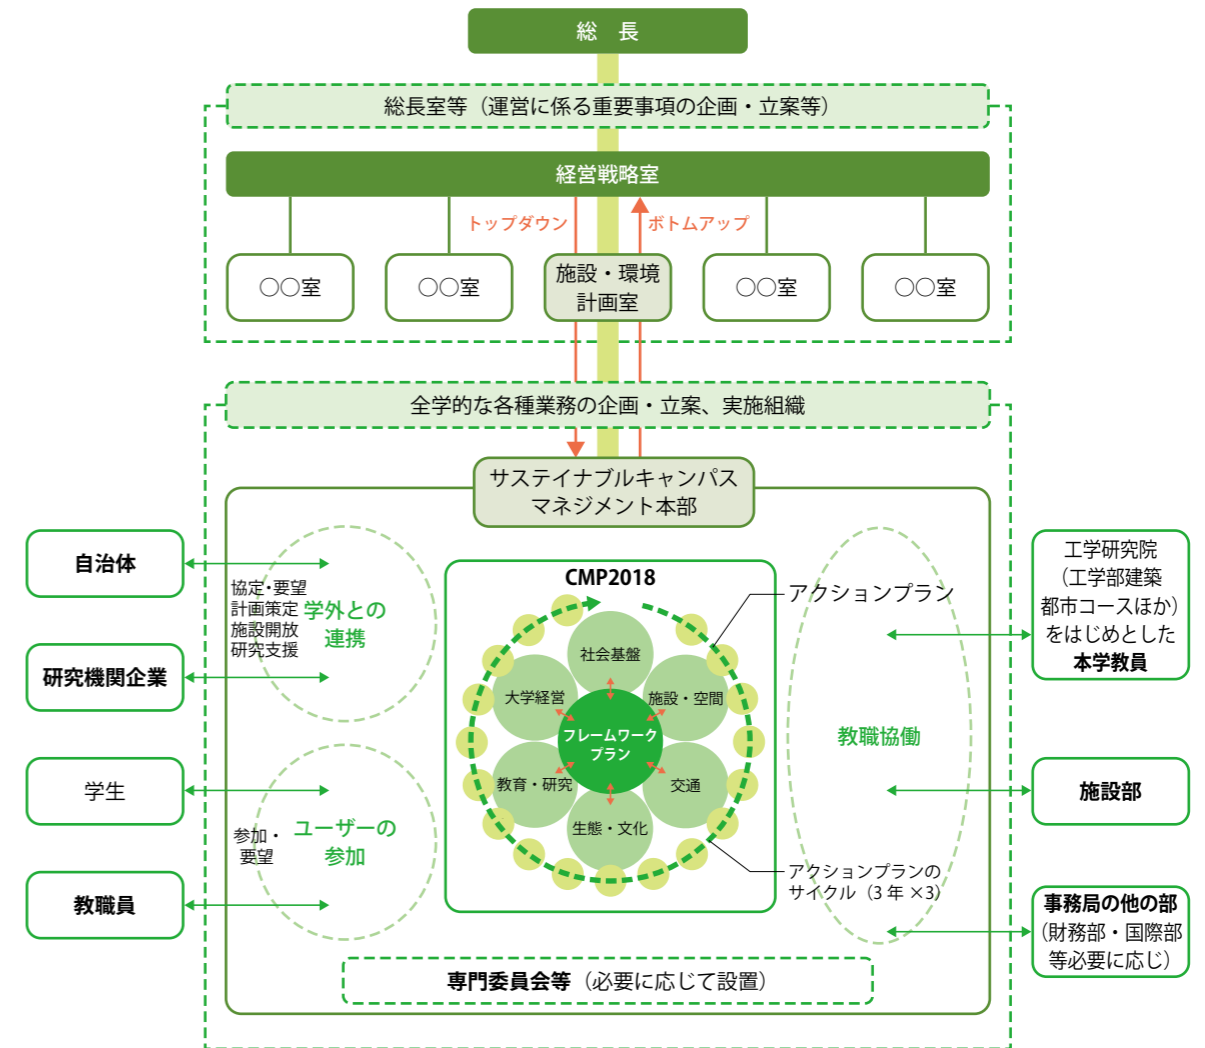 総　長
総長室等（運営に係る重要事項の企画・立案等）
経営戦略室
トップダウン
ボトムアップ
〇〇室
〇〇室
施設・環境
計画室
〇〇室
〇〇室
全学的な各種業務の企画・立案、実施組織
サステイナブルキャンパス
マネジメント本部
自治体
研究機関企業
学生
教職員
協定・要望
計画策定
施設開放
研究支援
学外との
連携
参加・
要望
ユーザーの
参加
CMP2018
社会基盤
大学経営
施設・空間
フレームワーク
プラン
教育・研究
交通
生態・文化
アクションプラン
アクションプランの
サイクル（3 年 ×3）
教職協働
工学研究院
（工学部建築
都市コースほか）
をはじめとした
本学教員
施設部
事務局の他の部
（財務部・国際部
等必要に応じ）
専門委員会等（必要に応じて設置）